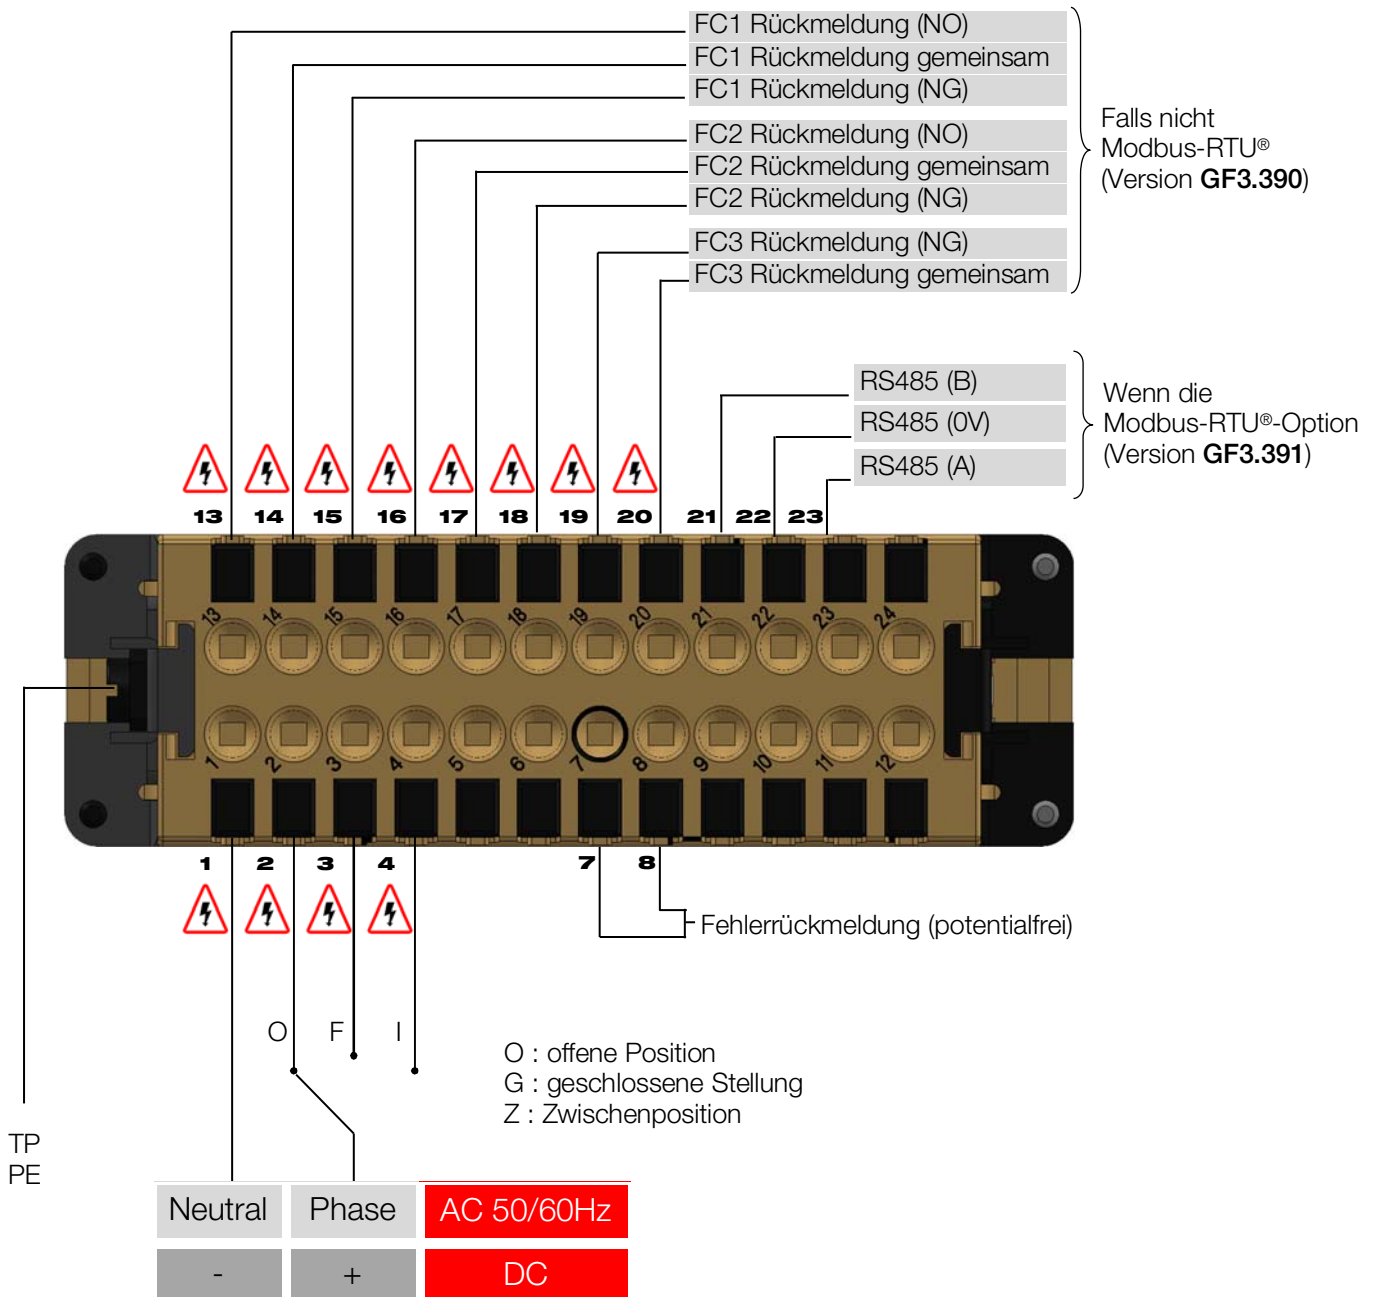 FC1 Rückmeldung (NO)
FC1 Rückmeldung gemeinsam
FC1 Rückmeldung (NG)
FC2 Rückmeldung (NO)
FC2 Rückmeldung gemeinsam
FC2 Rückmeldung (NG)
FC3 Rückmeldung (NG)
FC3 Rückmeldung gemeinsam
Falls nicht
Modbus-RTU®
(Version GF3.390)
RS485 (B)
RS485 (0V)
RS485 (A)
Wenn die
Modbus-RTU®-Option
(Version GF3.391)
13 14 15 16 17 18 19 20 21 22 23
13 14 15 16 17 18 19 20 21 22 23 24
1 2 3 4 5 6 7 8 9 10 11 12
1 2 3 4 7 8
Fehlerrückmeldung (potentialfrei)
O F I
O : offene Position
G : geschlossene Stellung
Z : Zwischenposition
TP
PE
Neutral Phase AC 50/60Hz
- + DC